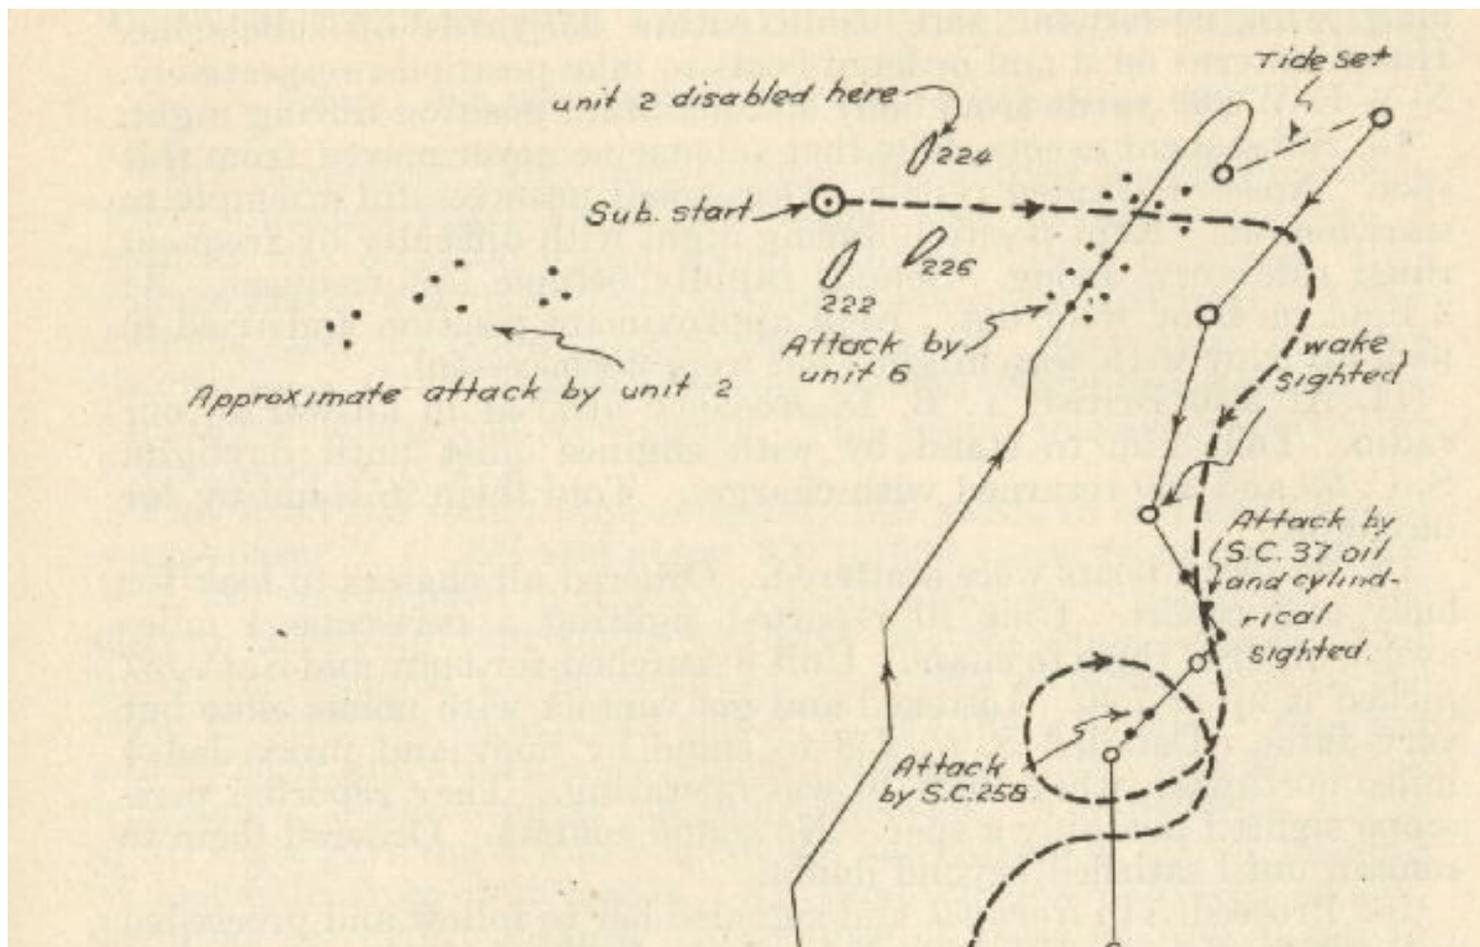 Tide set
unit 2 disabled here
224
Sub. start
226
222
Attack by
unit 6
wake
sighted
Approximate attack by unit 2
Attack by
S.C. 37 oil
and cylind-
rical
sighted.
Attack
by S.C. 258